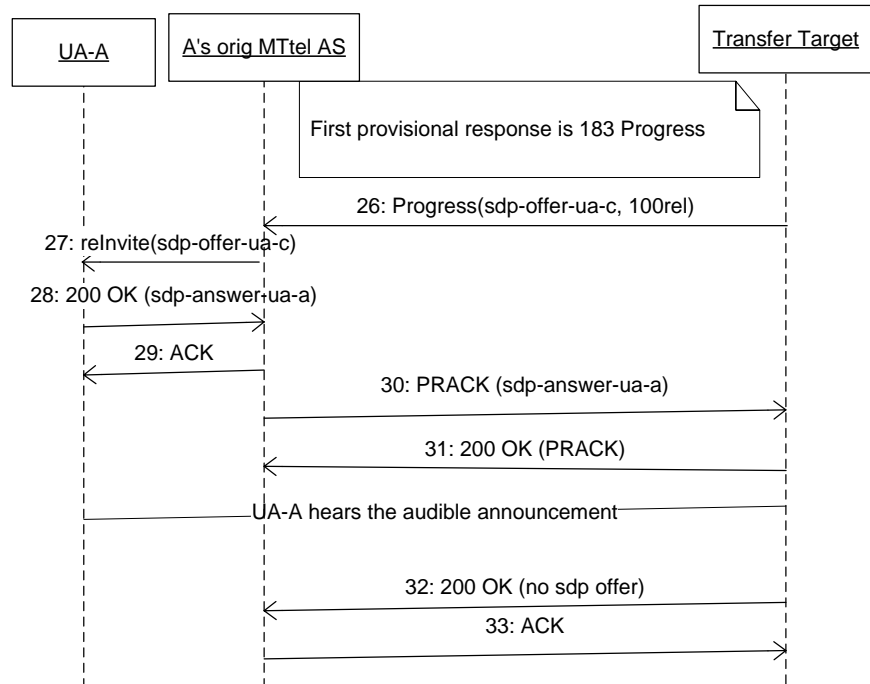 UA-A
A's orig MTtel AS
Transfer Target
First provisional response is 183 Progress
26: Progress(sdp-offer-ua-c, 100rel)
27: reInvite(sdp-offer-ua-c)
28: 200 OK (sdp-answer-ua-a)
29: ACK
30: PRACK (sdp-answer-ua-a)
31: 200 OK (PRACK)
UA-A hears the audible announcement
32: 200 OK (no sdp offer)
33: ACK